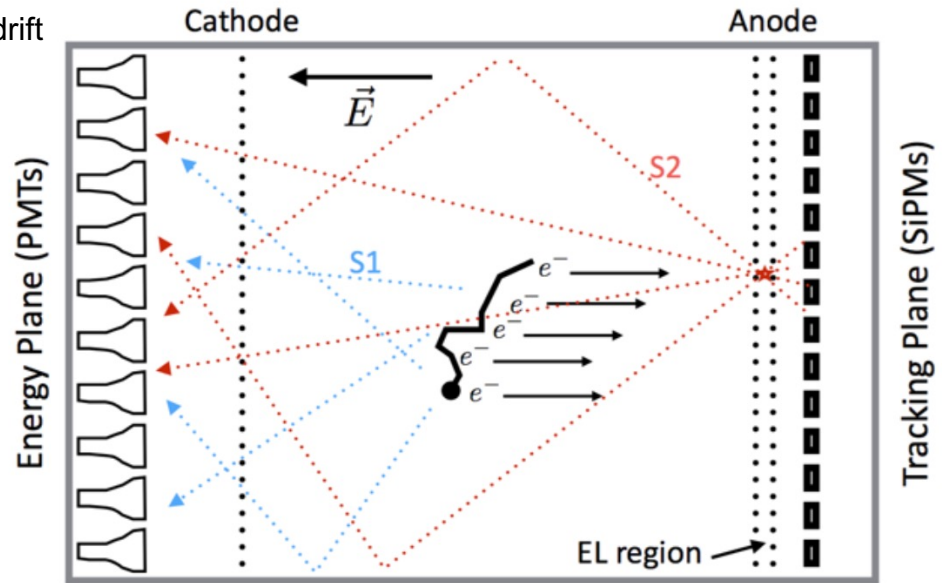 drift
Cathode
Anode
E
S2
S1
e−
e−
e−
e−
e−
EL region
Energy Plane (PMTs)
Tracking Plane (SiPMs)